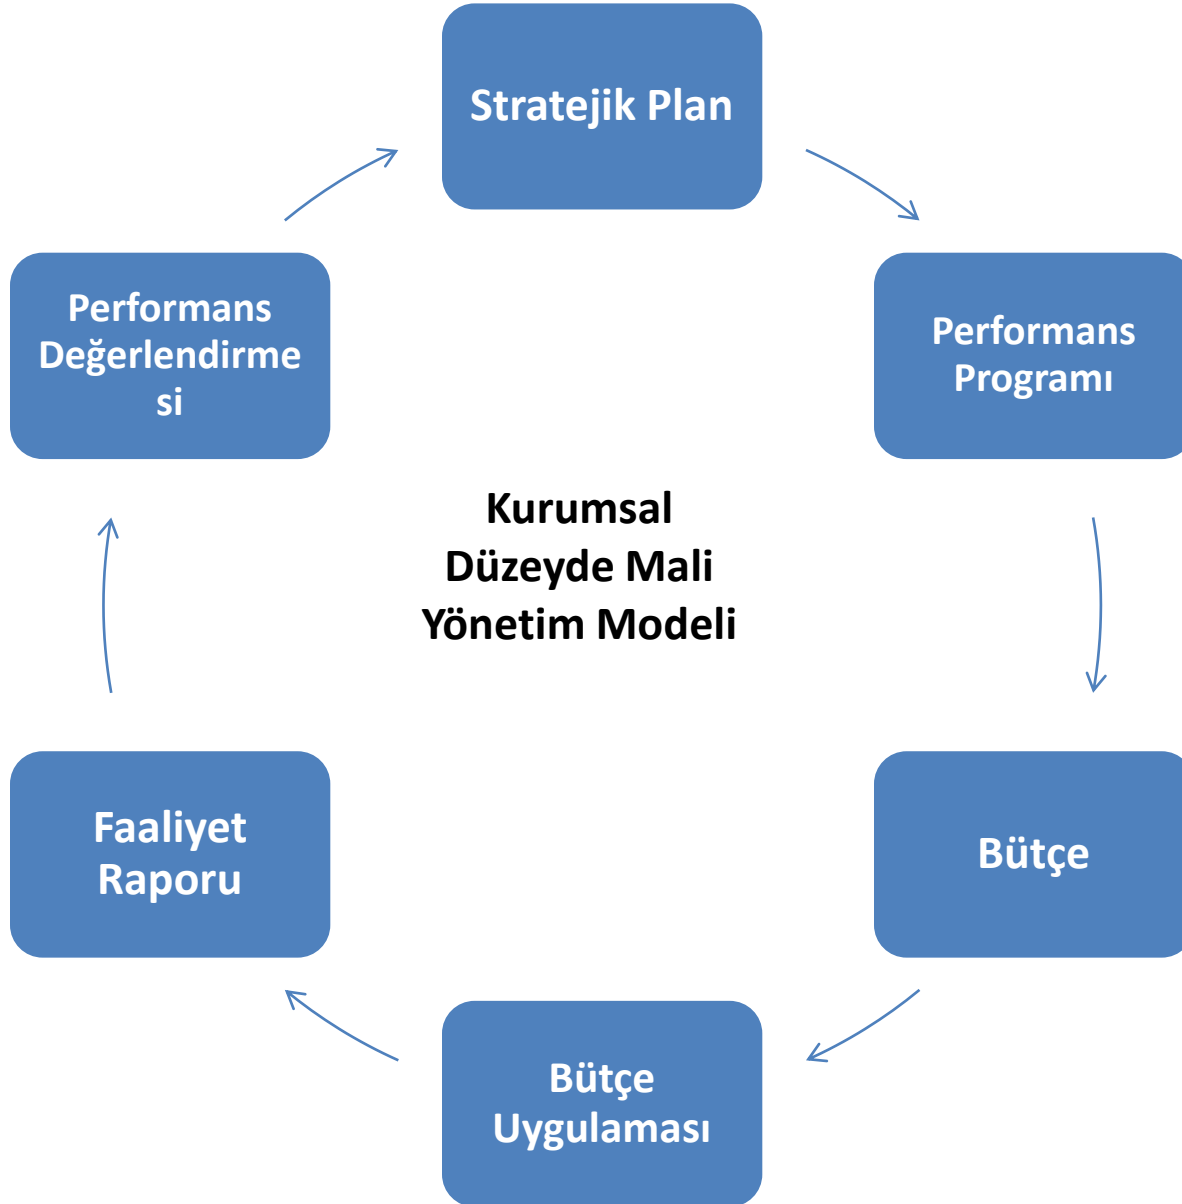 Stratejik Plan
Performans
Programı
Bütçe
Bütçe
Uygulaması
Faaliyet
Raporu
Performans
Değerlendirme
si
Kurumsal
Düzeyde Mali
Yönetim Modeli